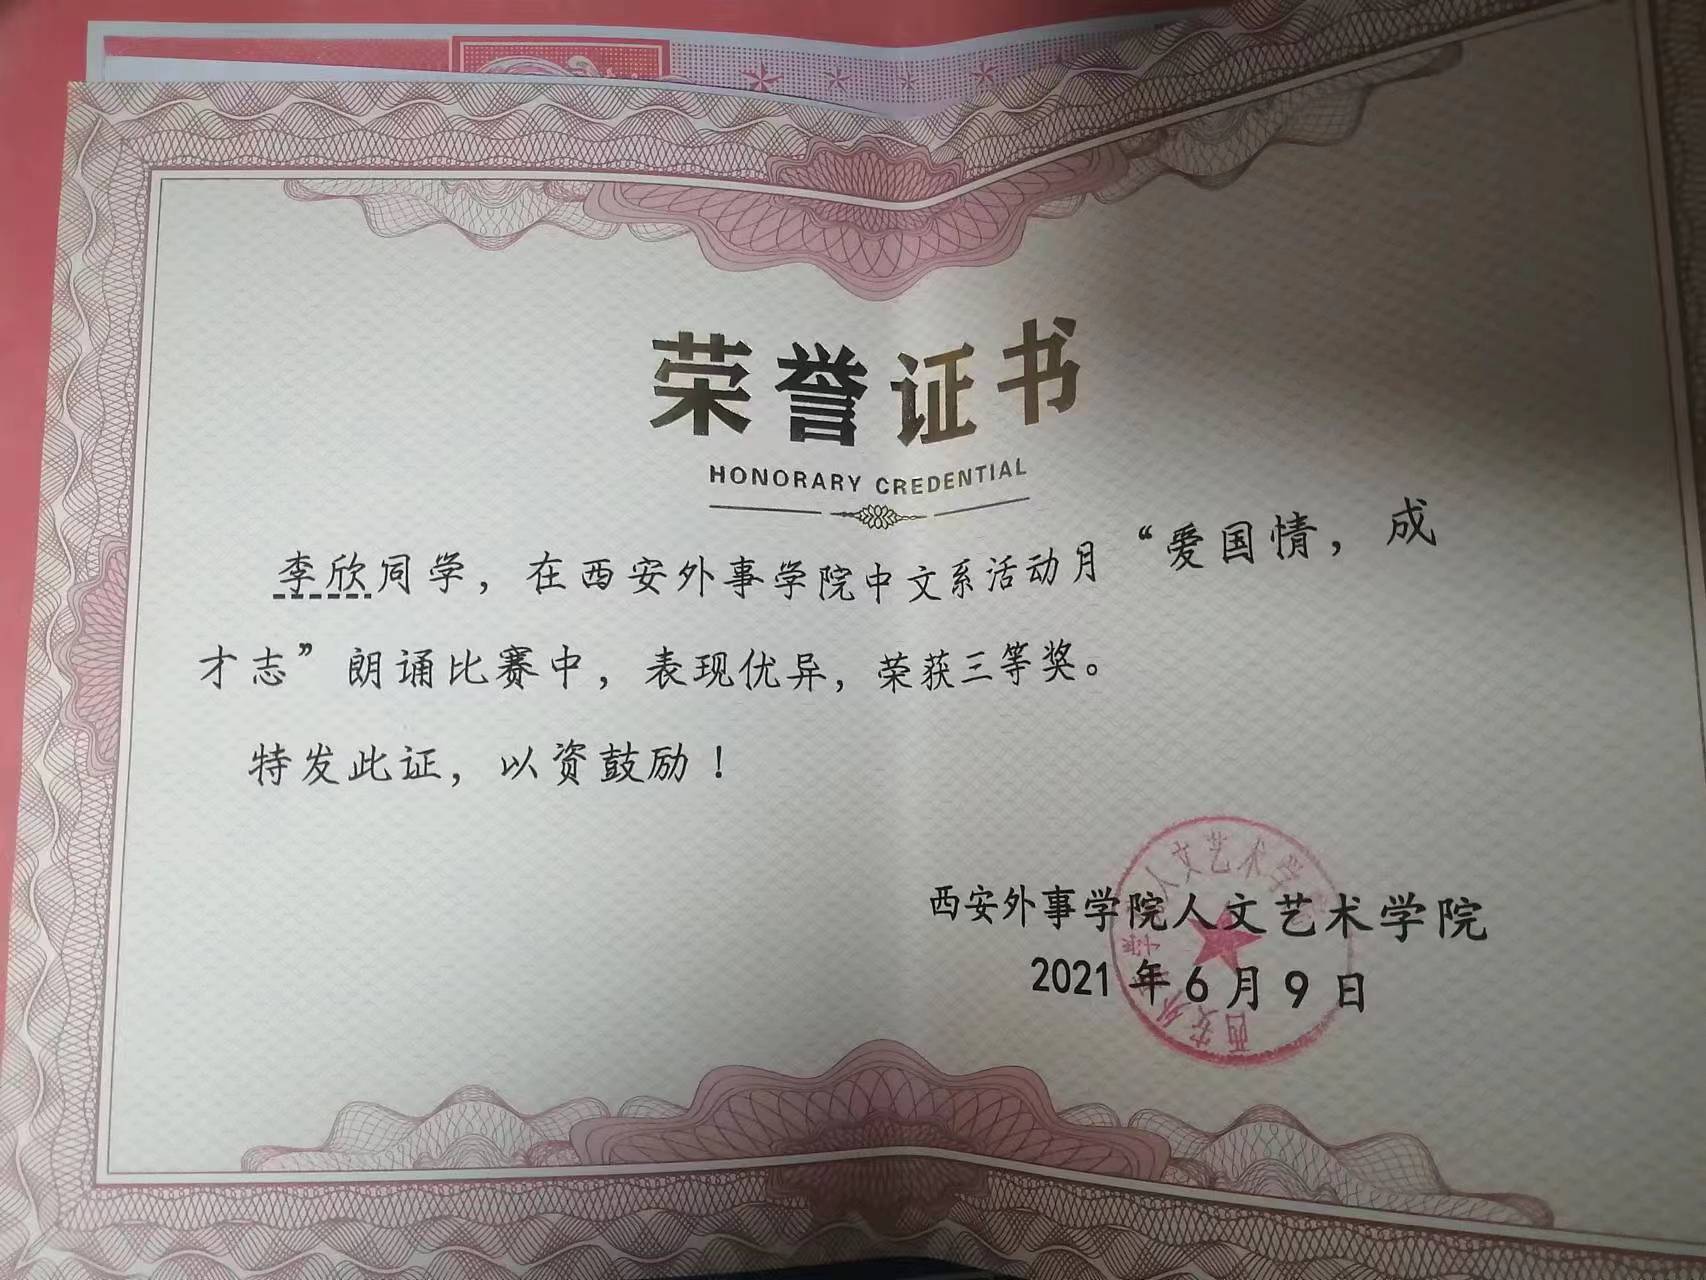 荣誉证书
HONORARY CREDENTIAL
李欣同学，在西安外事学院中文系活动月“爱国情，成
才志”朗诵比赛中，表现优异，荣获三等奖。
特发此证，以资鼓励！
西安外事学院人文艺术学院
2021年6月9日